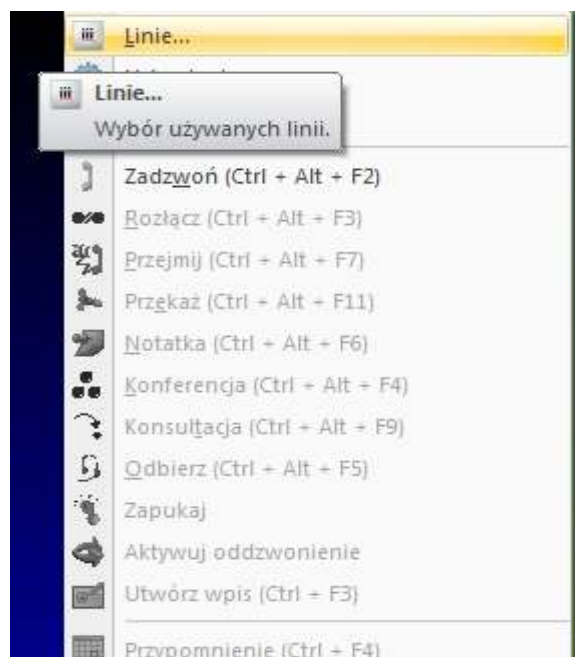 Linie...
Linie...
Wybór używanych linii.
Zadzwoń (Ctrl + Alt + F2)
Rozłącz (Ctrl + Alt + F3)
Przejmij (Ctrl + Alt + F7)
Przekaż (Ctrl + Alt + F11)
Notatka (Ctrl + Alt + F6)
Konferencja (Ctrl + Alt + F4)
Konsultacja (Ctrl + Alt + F9)
Odbierz (Ctrl + Alt + F5)
Zapukaj
Aktywuj oddzwonienie
Utwórz wpis (Ctrl + F3)
Przypomnienie (Ctrl + F4)